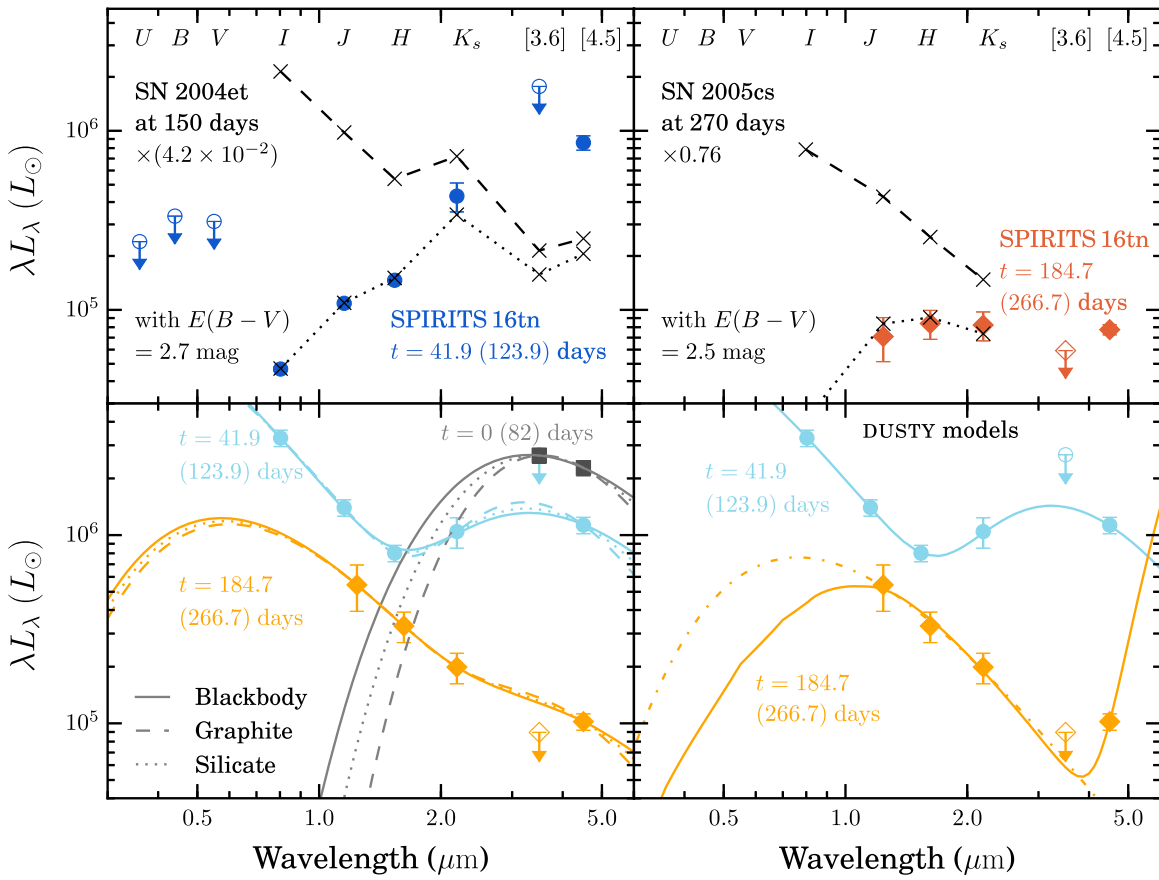 U B V I J H K_s [3.6] [4.5]
SN 2004et
at 150 days
×(4.2 × 10^{-2})
with E(B − V)
= 2.7 mag
SPIRITS 16tn
t = 41.9 (123.9) days
U B V I J H K_s [3.6] [4.5]
SN 2005cs
at 270 days
×0.76
SPIRITS 16tn
t = 184.7
(266.7) days
with E(B − V)
= 2.5 mag
10^6
10^5
λL_λ (L_⊙)
t = 41.9
(123.9) days
t = 0 (82) days
t = 184.7
(266.7) days
Blackbody
Graphite
Silicate
DUSTY models
t = 41.9
(123.9) days
t = 184.7
(266.7) days
10^6
10^5
λL_λ (L_⊙)
0.5 1.0 2.0 5.0
0.5 1.0 2.0 5.0
Wavelength (μm)
Wavelength (μm)